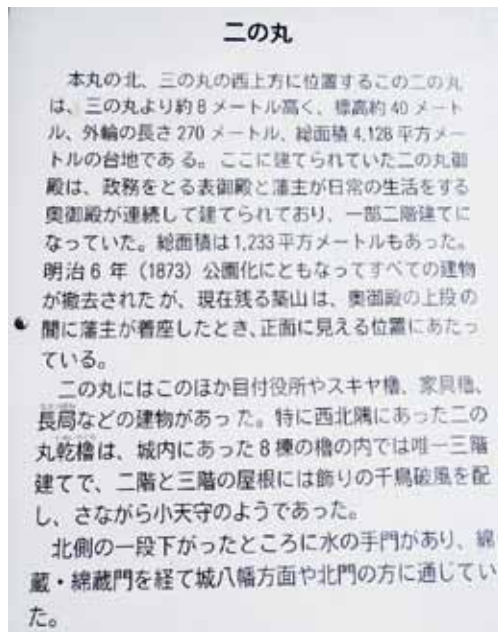 二の丸
本丸の北、三の丸の西上方に位置するこの二の丸
は、三の丸より約8メートル高く、標高約40メート
ル、外輪の長さ270メートル、総面積4,128平方メー
トルの台地である。ここに建てられていた二の丸御
殿は、政務をとる表御殿と藩主が日常の生活をする
奥御殿が連続して建てられており、一部二階建てに
なっていた。総面積は1,233平方メートルもあった。
明治6年(1873)公園化にともなってすべての建物
が撤去されたが、現在残る築山は、奥御殿の上段の
間に藩主が着座したとき、正面に見える位置にあたっ
ている。
二の丸にはこのほか目付役所やスキヤ櫓、家具櫓、
長局などの建物があった。特に西北隅にあった二の
丸乾櫓は、城内にあった8棟の櫓の内では唯一三階
建てで、二階と三階の屋根には飾りの千鳥破風を配
し、さながら小天守のようであった。
北側の一段下がったところに水の手門があり、綿
蔵・綿蔵門を経て城八幡方面や北門の方に通じてい
た。